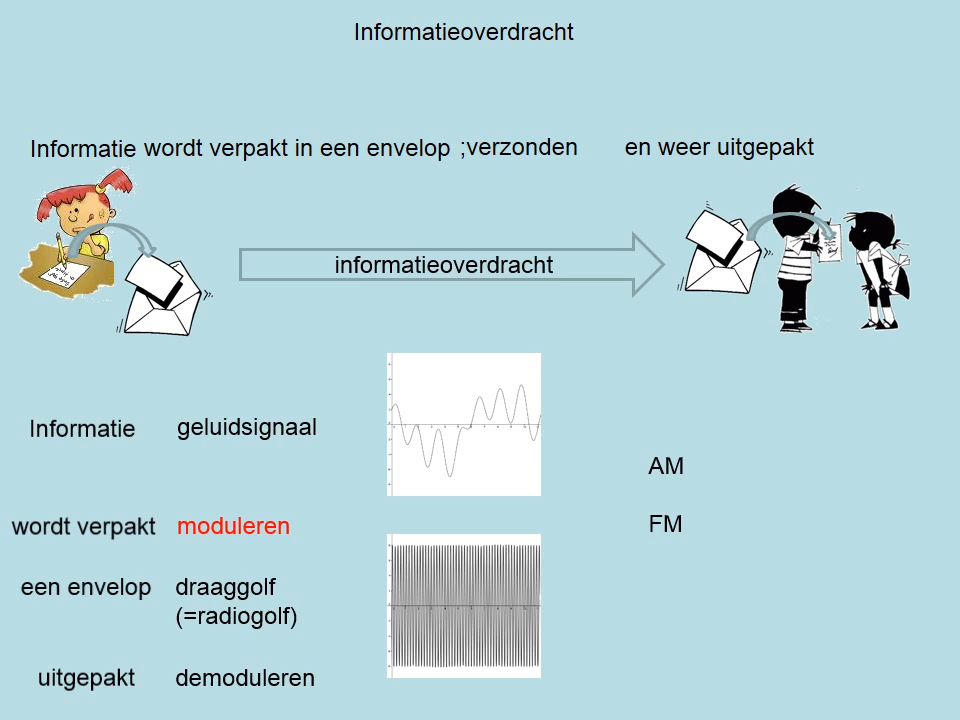 Informatieoverdracht
Informatie wordt verpakt in een envelop ;verzonden en weer uitgepakt
informatieoverdracht
Informatie geluidsignaal
AM
wordt verpakt moduleren
FM
een envelop draaggolf
(=radiogolf)
uitgepakt demoduleren